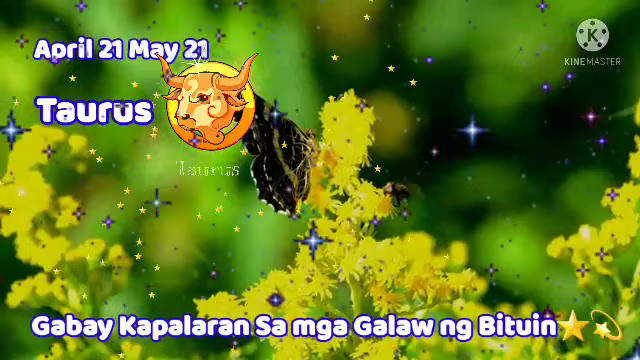 April 21 May 21
KINEMASTER
Taurus
Taurus
Gabay Kapalaran Sa mga Galaw ng Bituin